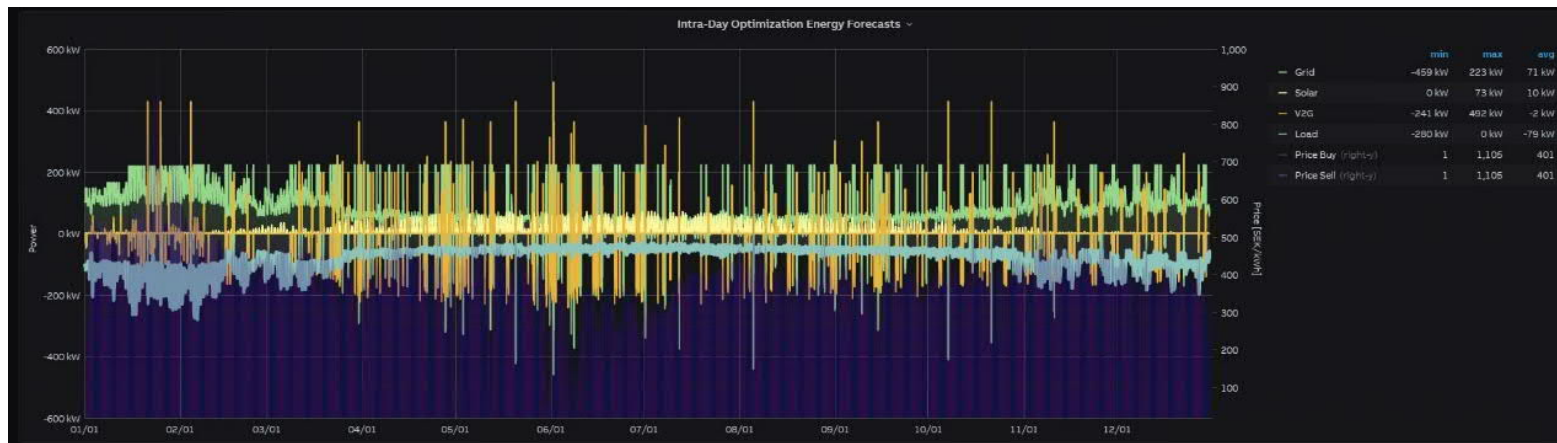 Intra-Day Optimization Energy Forecasts
600 kW
400 kW
200 kW
0 kW
-200 kW
-400 kW
-600 kW
Power
1,000
900
800
700
600
500
400
300
200
100
Price [SEK/kWh]
01/01 02/01 03/01 04/01 05/01 06/01 07/01 08/01 09/01 10/01 11/01 12/01
min max avg
Grid -459 kW 223 kW 71 kW
Solar 0 kW 73 kW 10 kW
V2G -241 kW 492 kW -2 kW
Load -280 kW 0 kW -79 kW
Price Buy (right-y) 1 1,105 401
Price Sell (right-y) 1 1,105 401